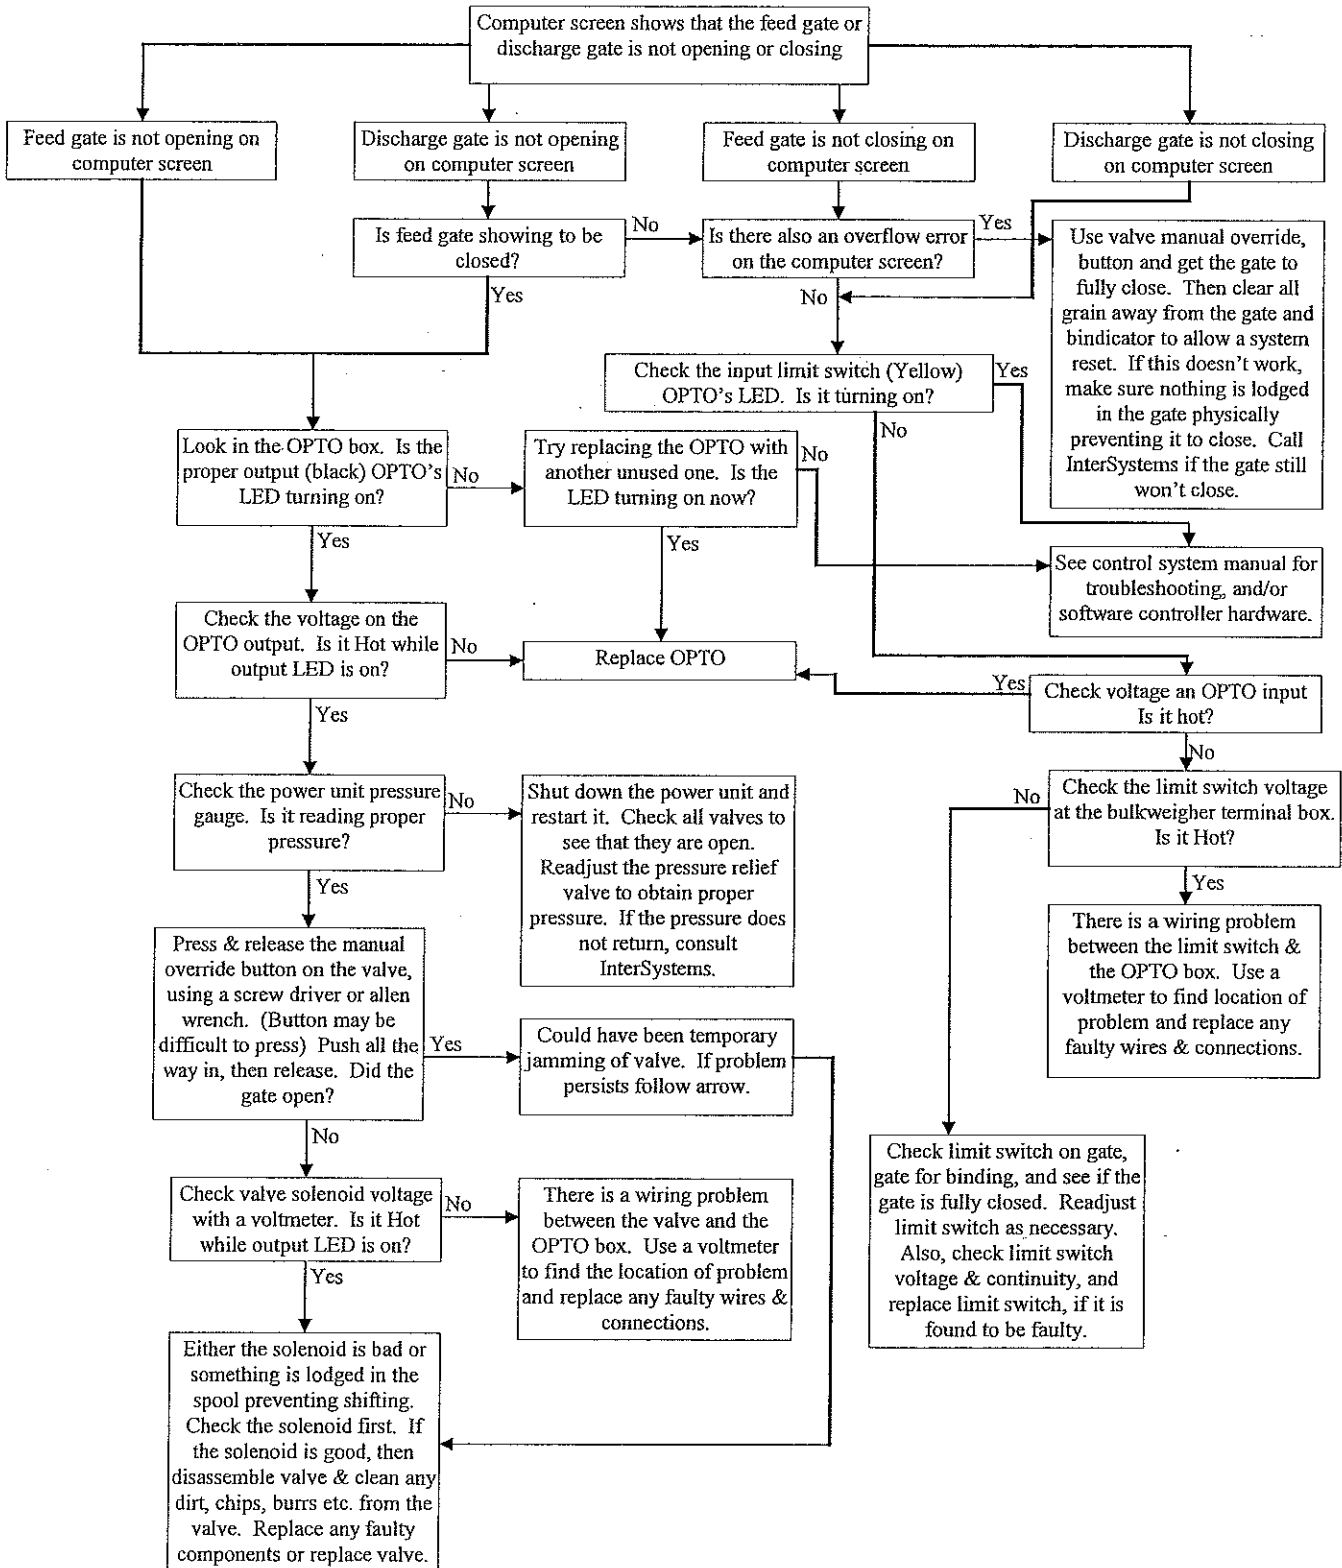 Computer screen shows that the feed gate or
discharge gate is not opening or closing
Feed gate is not opening on
computer screen
Discharge gate is not opening
on computer screen
Feed gate is not closing on
computer screen
Discharge gate is not closing
on computer screen
Is feed gate showing to be
closed?
No
Yes
Is there also an overflow error
on the computer screen?
Yes
No
Use valve manual override,
button and get the gate to
fully close. Then clear all
grain away from the gate and
bindicator to allow a system
reset. If this doesn't work,
make sure nothing is lodged
in the gate physically
preventing it to close. Call
InterSystems if the gate still
won't close.
Check the input limit switch (Yellow)
OPTO's LED. Is it turning on?
Yes
No
Look in the OPTO box. Is the
proper output (black) OPTO's
LED turning on?
No
Yes
Try replacing the OPTO with
another unused one. Is the
LED turning on now?
No
Yes
See control system manual for
troubleshooting, and/or
software controller hardware.
Check the voltage on the
OPTO output. Is it Hot while
output LED is on?
No
Yes
Replace OPTO
Yes
Check voltage an OPTO input
Is it hot?
No
Check the power unit pressure
gauge. Is it reading proper
pressure?
No
Yes
Shut down the power unit and
restart it. Check all valves to
see that they are open.
Readjust the pressure relief
valve to obtain proper
pressure. If the pressure does
not return, consult
InterSystems.
No
Check the limit switch voltage
at the bulkweigher terminal box.
Is it Hot?
Yes
There is a wiring problem
between the limit switch &
the OPTO box. Use a
voltmeter to find location of
problem and replace any
faulty wires & connections.
Press & release the manual
override button on the valve,
using a screw driver or allen
wrench. (Button may be
difficult to press) Push all the
way in, then release. Did the
gate open?
Yes
No
Could have been temporary
jamming of valve. If problem
persists follow arrow.
Check limit switch on gate,
gate for binding, and see if the
gate is fully closed. Readjust
limit switch as necessary.
Also, check limit switch
voltage & continuity, and
replace limit switch, if it is
found to be faulty.
Check valve solenoid voltage
with a voltmeter. Is it Hot
while output LED is on?
No
Yes
There is a wiring problem
between the valve and the
OPTO box. Use a voltmeter
to find the location of problem
and replace any faulty wires &
connections.
Either the solenoid is bad or
something is lodged in the
spool preventing shifting.
Check the solenoid first. If
the solenoid is good, then
disassemble valve & clean any
dirt, chips, burrs etc. from the
valve. Replace any faulty
components or replace valve.